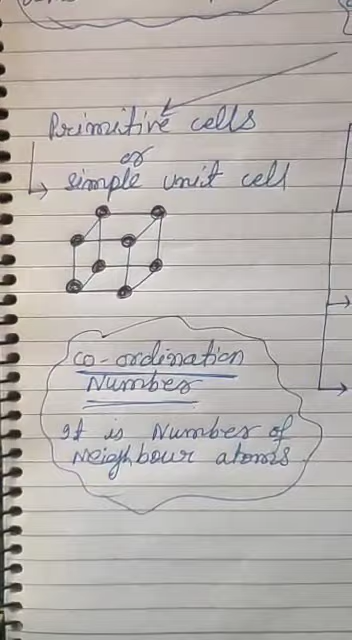 Primitive cells
or
simple unit cell
co-ordination
Number
It is Number of
Neighbour atoms